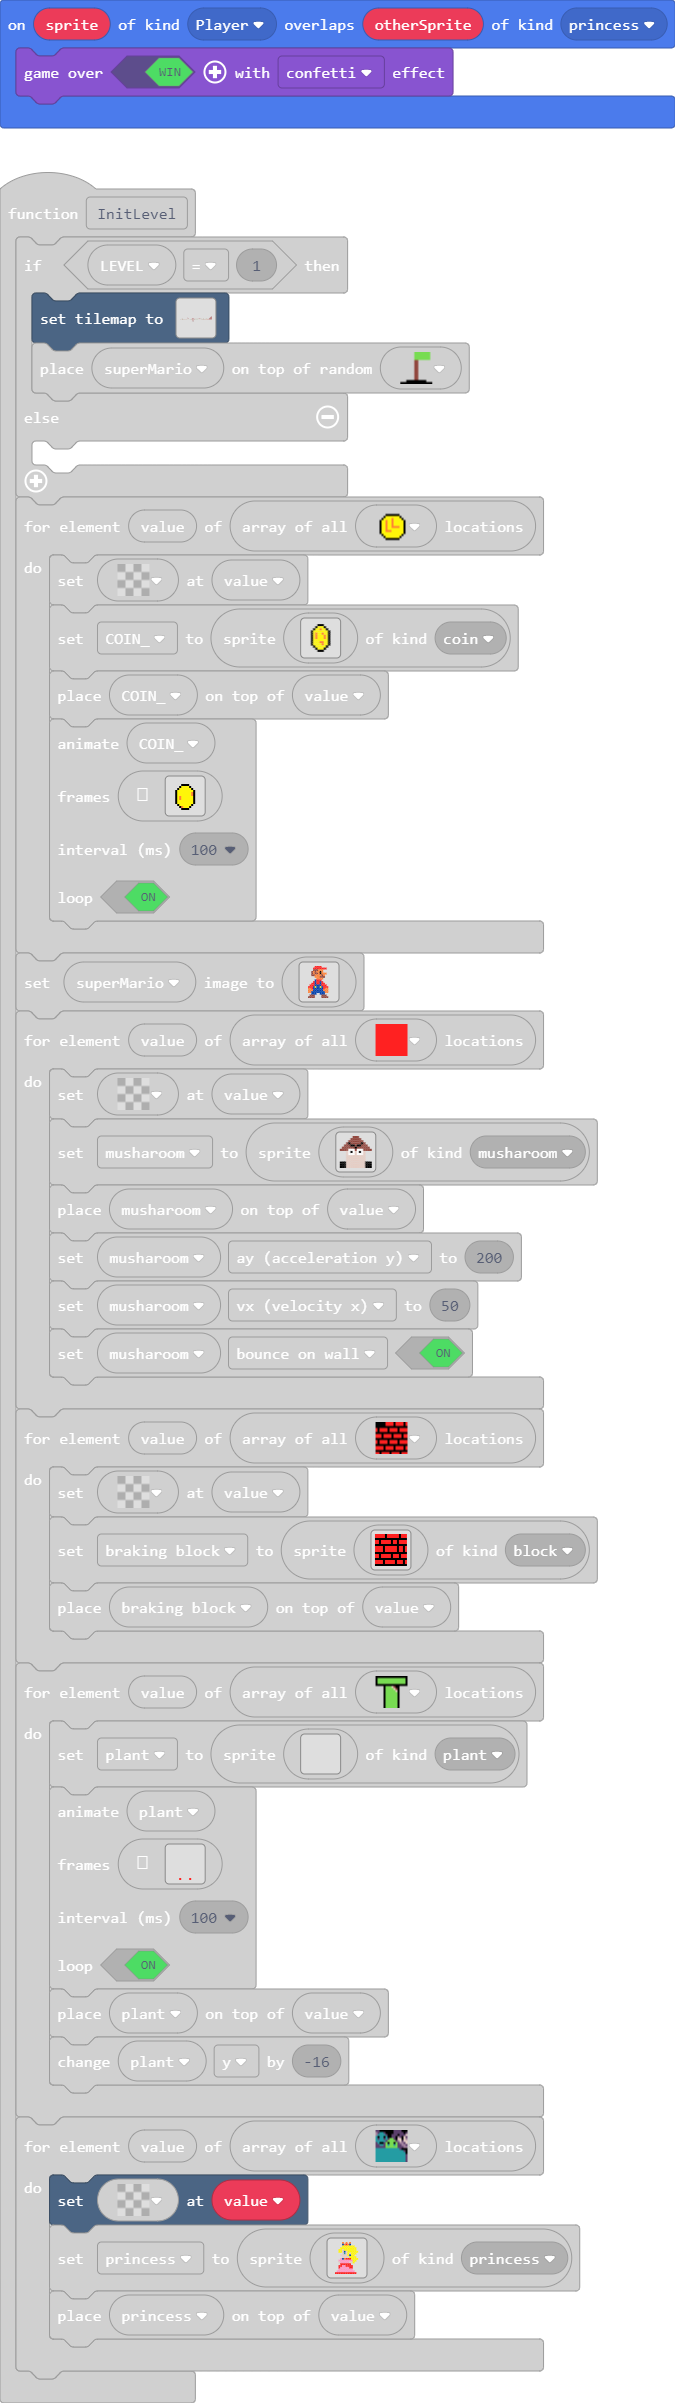 on sprite of kind Player overlaps otherSprite of kind princess
game over WIN with confetti effect
function InitLevel
if LEVEL = 1 then
set tilemap to
place superMario on top of random
else
for element value of array of all locations
do
set at value
set COIN_ to sprite of kind coin
place COIN_ on top of value
animate COIN_
frames
interval (ms) 100
loop ON
set superMario image to
for element value of array of all locations
do
set at value
set musharoom to sprite of kind musharoom
place musharoom on top of value
set musharoom ay (acceleration y) to 200
set musharoom vx (velocity x) to 50
set musharoom bounce on wall ON
for element value of array of all locations
do
set at value
set braking block to sprite of kind block
place braking block on top of value
for element value of array of all locations
do
set plant to sprite of kind plant
animate plant
frames
interval (ms) 100
loop ON
place plant on top of value
change plant y by -16
for element value of array of all locations
do
set at value
set princess to sprite of kind princess
place princess on top of value